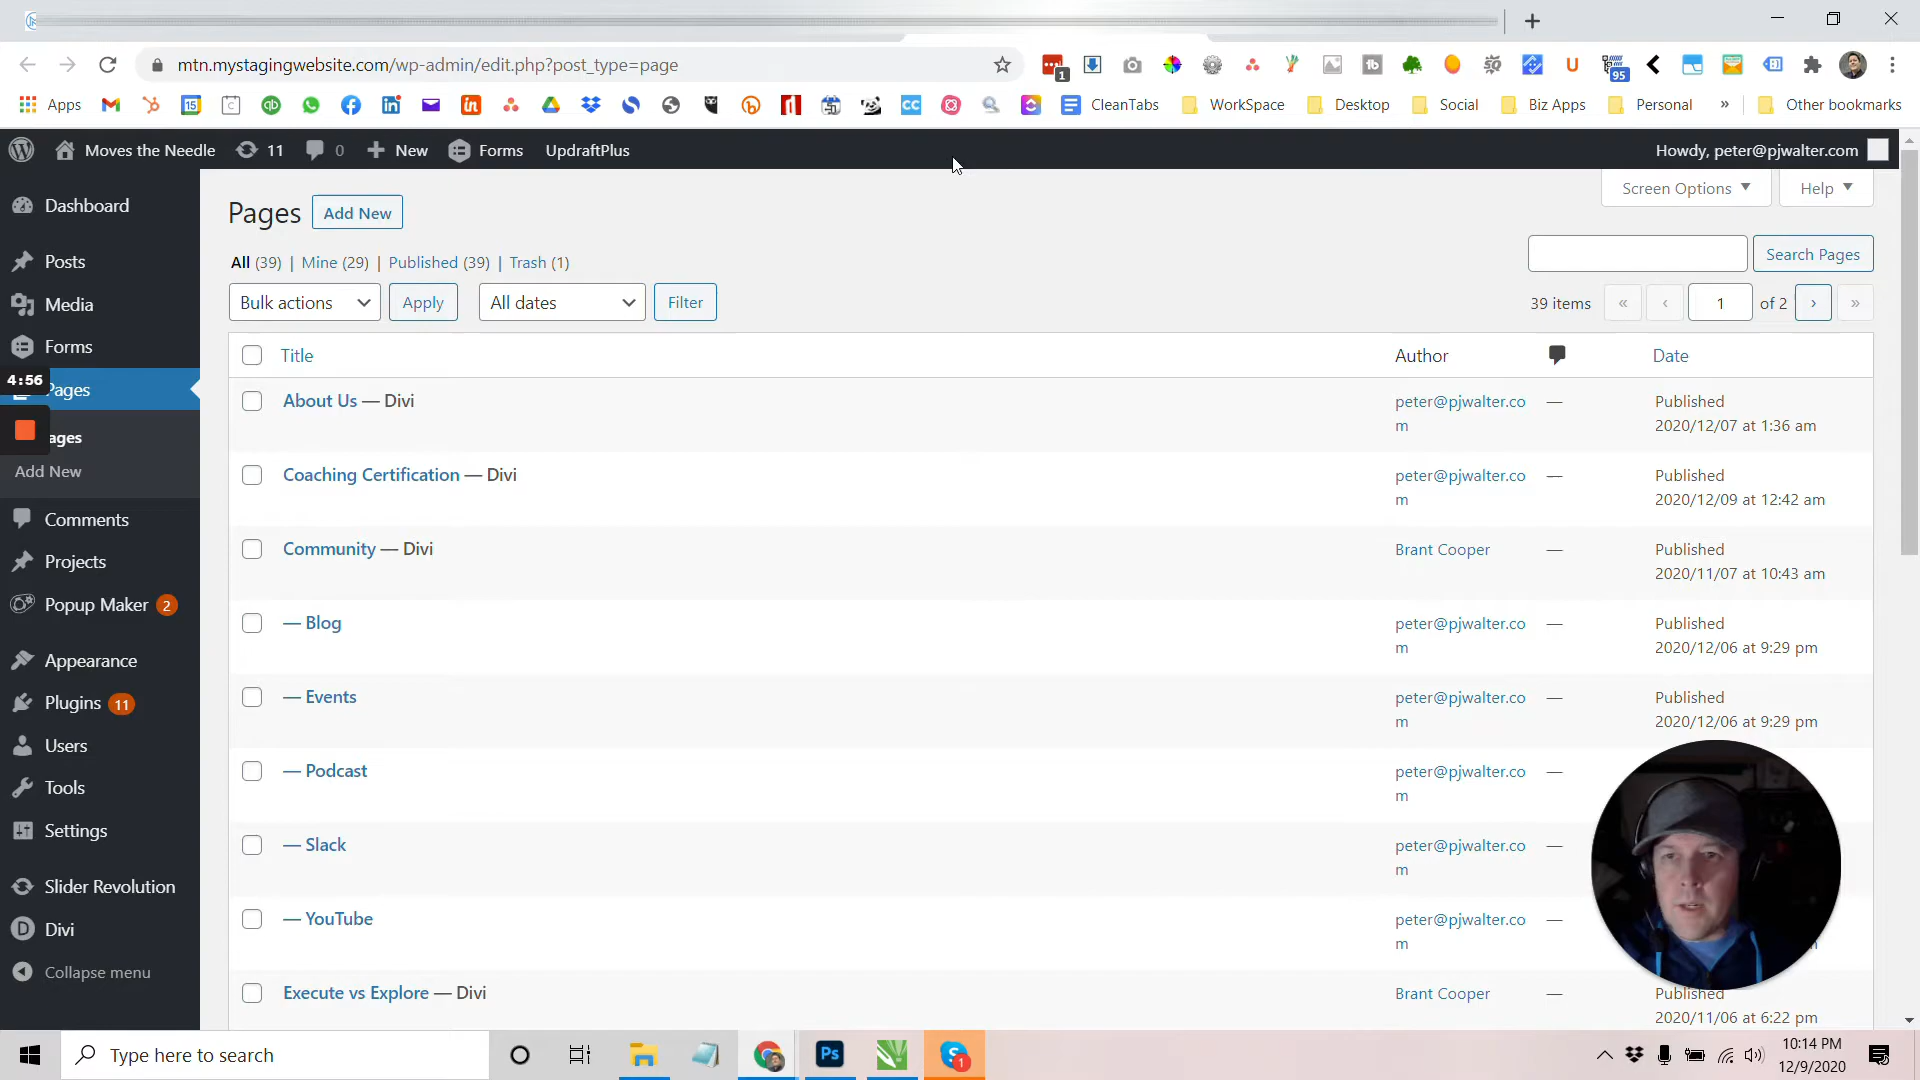 mtn.mystagingwebsite.com/wp-admin/edit.php?post_type=page
1
95
Apps
15
CleanTabs
WorkSpace
Desktop
Social
Biz Apps
Personal
»
Other bookmarks
Moves the Needle
11
0
New
Forms
UpdraftPlus
Howdy, peter@pjwalter.com
Dashboard
Posts
Media
Forms
4:56
Pages
ages
Add New
Comments
Projects
Popup Maker 2
Appearance
Plugins 11
Users
Tools
Settings
Slider Revolution
Divi
Collapse menu
Screen Options
Help
Pages
Add New
All (39) | Mine (29) | Published (39) | Trash (1)
Search Pages
Bulk actions
Apply
All dates
Filter
39 items
«
‹
1
of 2
›
»
Title
Author
Date
About Us — Divi
peter@pjwalter.co
m
—
Published
2020/12/07 at 1:36 am
Coaching Certification — Divi
peter@pjwalter.co
m
—
Published
2020/12/09 at 12:42 am
Community — Divi
Brant Cooper
—
Published
2020/11/07 at 10:43 am
— Blog
peter@pjwalter.co
m
—
Published
2020/12/06 at 9:29 pm
— Events
peter@pjwalter.co
m
—
Published
2020/12/06 at 9:29 pm
— Podcast
peter@pjwalter.co
m
—
— Slack
peter@pjwalter.co
m
—
— YouTube
peter@pjwalter.co
m
—
Execute vs Explore — Divi
Brant Cooper
—
Published
2020/11/06 at 6:22 pm
Type here to search
Ps
1
10:14 PM
12/9/2020